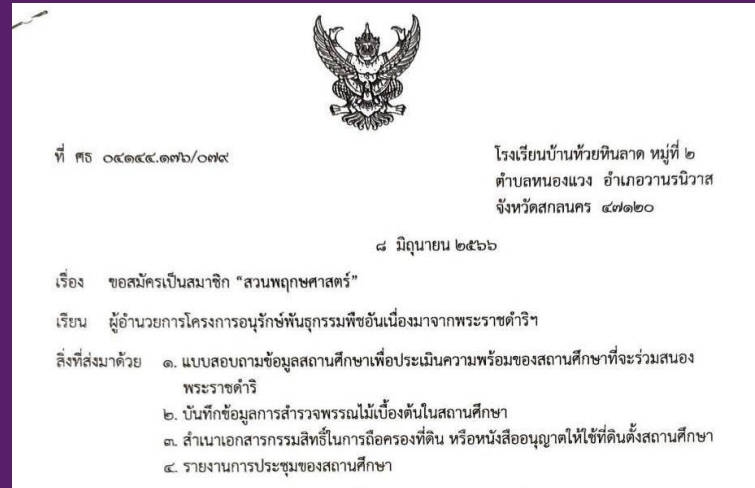 ที่ ศธ ๐๔๑๔๔.๑๓๖/๐๗๙
โรงเรียนบ้านห้วยหินลาด หมู่ที่ ๒
ตำบลหนองแวง อำเภอวานรนิวาส
จังหวัดสกลนคร ๔๗๑๒๐
๘ มิถุนายน ๒๕๖๖
เรื่อง ขอสมัครเป็นสมาชิก “สวนพฤกษศาสตร์”
เรียน ผู้อำนวยการโครงการอนุรักษ์พันธุกรรมพืชอันเนื่องมาจากพระราชดำริฯ
สิ่งที่ส่งมาด้วย ๑. แบบสอบถามข้อมูลสถานศึกษาเพื่อประเมินความพร้อมของสถานศึกษาที่จะร่วมสนอง
พระราชดำริ
๒. บันทึกข้อมูลการสำรวจพรรณไม้เบื้องต้นในสถานศึกษา
๓. สำเนาเอกสารกรรมสิทธิ์ในการถือครองที่ดิน หรือหนังสืออนุญาตให้ใช้ที่ดินตั้งสถานศึกษา
๔. รายงานการประชุมของสถานศึกษา